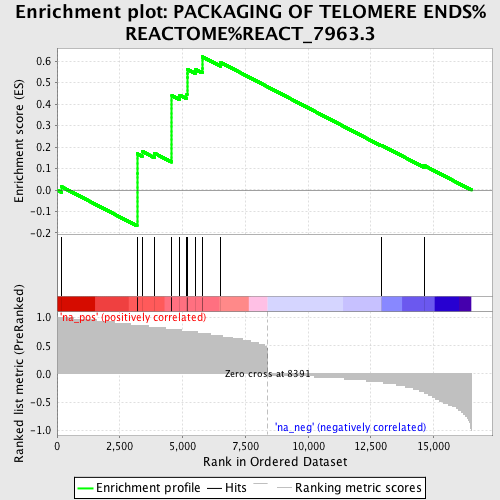 Enrichment plot: PACKAGING OF TELOMERE ENDS%
REACTOME%REACT_7963.3
Enrichment score (ES)
0.6
0.5
0.4
0.3
0.2
0.1
0.0
-0.1
-0.2
'na_pos' (positively correlated)
Ranked list metric (PreRanked)
1.0
0.5
0.0
-0.5
-1.0
Zero cross at 8391
'na_neg' (negatively correlated)
0 2,500 5,000 7,500 10,000 12,500 15,000
Rank in Ordered Dataset
Enrichment profile Hits Ranking metric scores